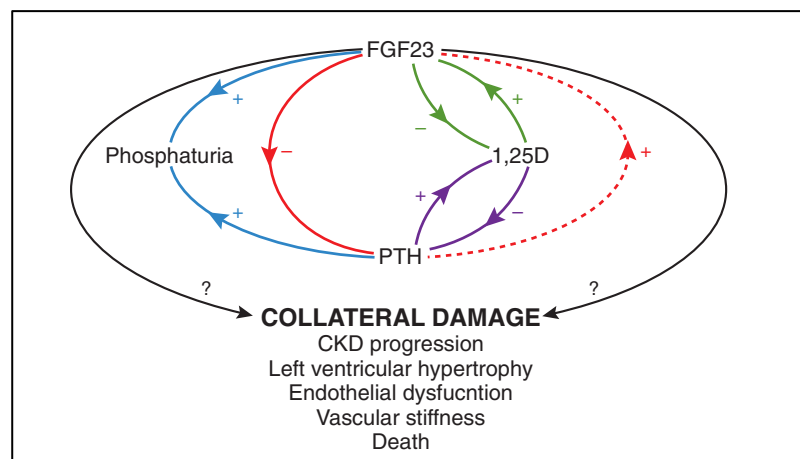 FGF23
+
+
−
−
Phosphaturia
1,25D
+
+
+
−
PTH
?
?
COLLATERAL DAMAGE
CKD progression
Left ventricular hypertrophy
Endothelial dysfucntion
Vascular stiffness
Death